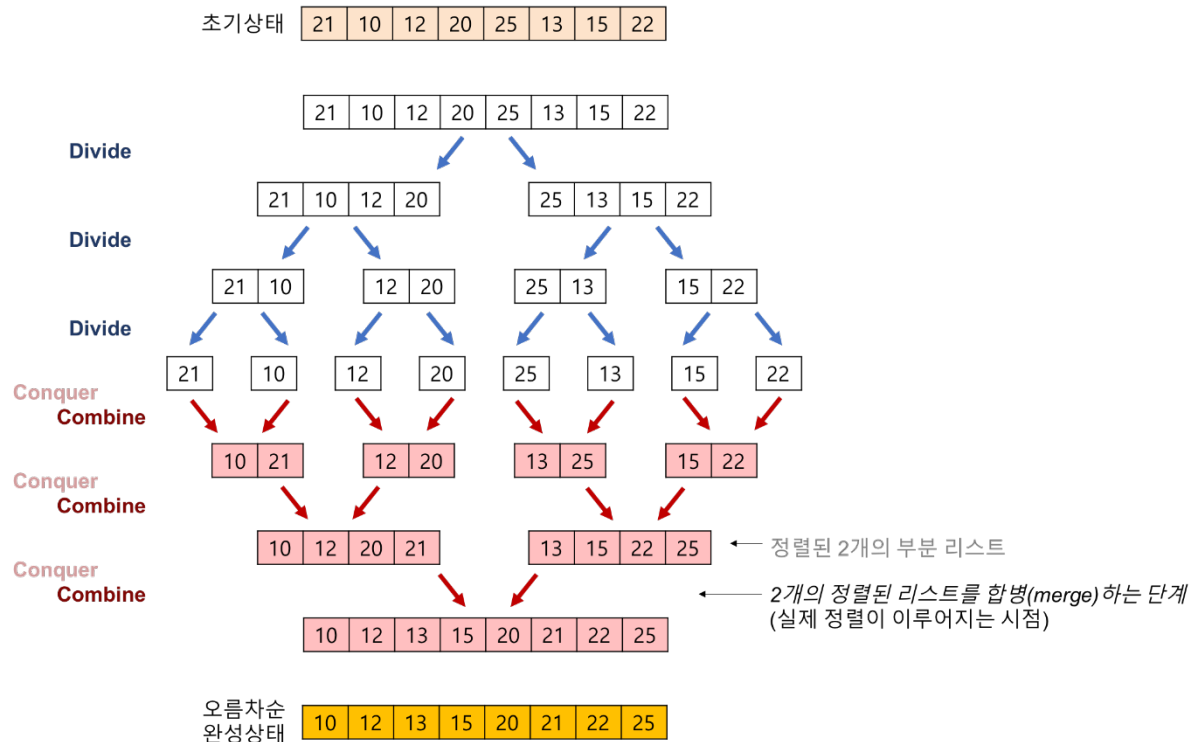 초기상태 21 10 12 20 25 13 15 22
21 10 12 20 25 13 15 22
Divide
21 10 12 20 25 13 15 22
Divide
21 10 12 20 25 13 15 22
Divide
21 10 12 20 25 13 15 22
Conquer
Combine
10 21 12 20 13 25 15 22
Conquer
Combine
10 12 20 21 13 15 22 25 정렬된 2개의 부분 리스트
Conquer
Combine 2개의 정렬된 리스트를 합병(merge)하는 단계
(실제 정렬이 이루어지는 시점)
10 12 13 15 20 21 22 25
오름차순
완성상태 10 12 13 15 20 21 22 25